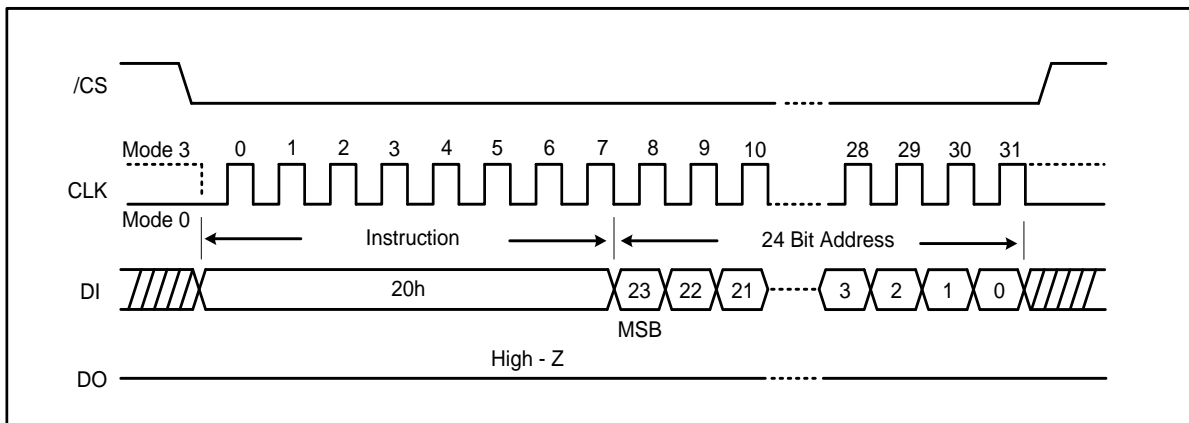 /CS
Mode 3 0 1 2 3 4 5 6 7 8 9 10 28 29 30 31
CLK
Mode 0
Instruction 24 Bit Address
DI 20h 23 22 21 3 2 1 0
MSB
High - Z
DO